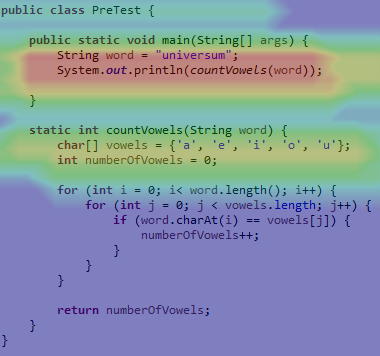 public class PreTest {
    public static void main(String[] args) {
        String word = "universum";
        System.out.println(countVowels(word));
    }
    static int countVowels(String word) {
        char[] vowels = {'a', 'e', 'i', 'o', 'u'};
        int numberOfVowels = 0;
        for (int i = 0; i< word.length(); i++) {
            for (int j = 0; j < vowels.length; j++) {
                if (word.charAt(i) == vowels[j]) {
                    numberOfVowels++;
                }
            }
        }
        return numberOfVowels;
    }
}